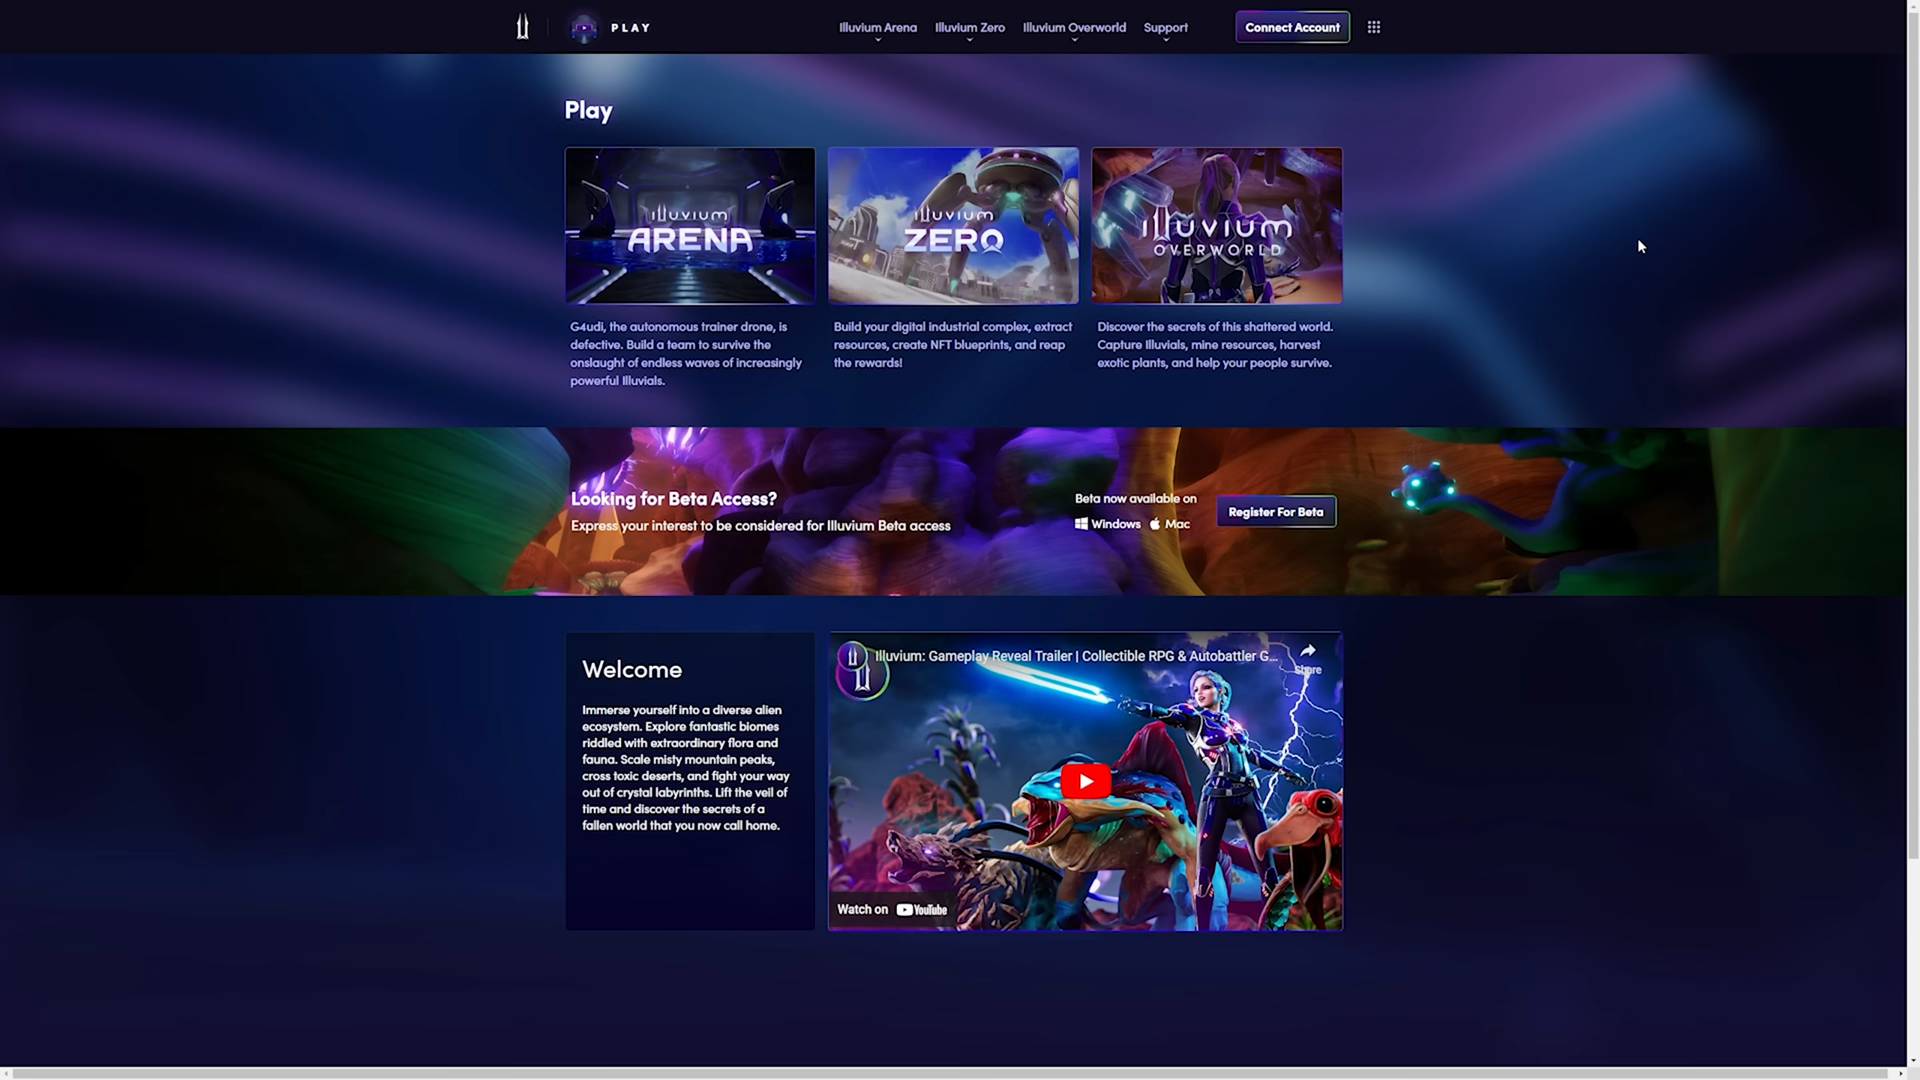 PLAY
Illuvium Arena
Illuvium Zero
Illuvium Overworld
Support
Connect Account
Play
ILLUVIUM
ARENA
ILLUVIUM
ZERO
ILLUVIUM
OVERWORLD
G4udi, the autonomous trainer drone, is
defective. Build a team to survive the
onslaught of endless waves of increasingly
powerful Illuvials.
Build your digital industrial complex, extract
resources, create NFT blueprints, and reap
the rewards!
Discover the secrets of this shattered world.
Capture Illuvials, mine resources, harvest
exotic plants, and help your people survive.
Looking for Beta Access?
Express your interest to be considered for Illuvium Beta access
Beta now available on
Windows Mac
Register For Beta
Welcome
Immerse yourself into a diverse alien
ecosystem. Explore fantastic biomes
riddled with extraordinary flora and
fauna. Scale misty mountain peaks,
cross toxic deserts, and fight your way
out of crystal labyrinths. Lift the veil of
time and discover the secrets of a
fallen world that you now call home.
Illuvium: Gameplay Reveal Trailer | Collectible RPG & Autobattler G...
Share
Watch on YouTube